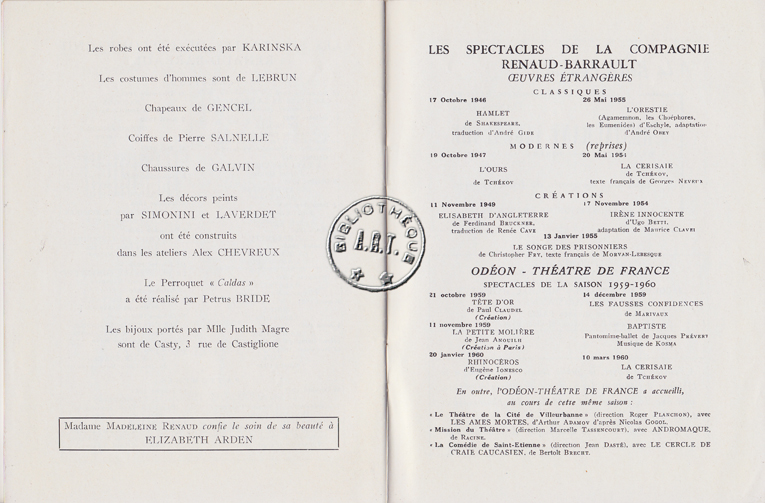 Les robes ont été exécutées par KARINSKA
Les costumes d'hommes sont de LEBRUN
Chapeaux de GENCEL
Coiffes de Pierre SALNELLE
Chaussures de GALVIN
Les décors peints
par SIMONINI et LAVERDET
ont été construits
dans les ateliers Alex CHEVREUX
Le Perroquet « Caldas »
a été réalisé par Petrus BRIDE
Les bijoux portés par Mlle Judith Magre
sont de Casty, 3 rue de Castiglione
Madame MADELEINE RENAUD confie le soin de sa beauté à
ELIZABETH ARDEN
BIBLIOTHÈQUE
A.R.T.
LES SPECTACLES DE LA COMPAGNIE
RENAUD-BARRAULT
ŒUVRES ÉTRANGÈRES
CLASSIQUES
17 Octobre 1946
HAMLET
de SHAKESPEARE,
traduction d'André GIDE
26 Mai 1955
L'ORESTIE
(Agamemnon, les Choéphores,
les Euménides) d'Eschyle, adaptation
d'André OBEY
MODERNES (reprises)
19 Octobre 1947
L'OURS
de TCHÉKOV
20 Mai 1954
LA CERISAIE
de TCHÉKOV,
texte français de Georges NEVEUX
CRÉATIONS
11 Novembre 1949
ELISABETH D'ANGLETERRE
de Ferdinand BRUCKNER,
traduction de Renée CAVE
17 Novembre 1954
IRÈNE INNOCENTE
d'Ugo BETTI,
adaptation de Maurice CLAVEL
13 Janvier 1955
LE SONGE DES PRISONNIERS
de Christopher FRY, texte français de MORVAN-LEBESQUE
ODÉON - THÉATRE DE FRANCE
SPECTACLES DE LA SAISON 1959-1960
21 octobre 1959
TÊTE D'OR
de Paul CLAUDEL
(Création)
11 novembre 1959
LA PETITE MOLIÈRE
de Jean ANOUILH
(Création à Paris)
20 janvier 1960
RHINOCÉROS
d'Eugène IONESCO
(Création)
14 décembre 1959
LES FAUSSES CONFIDENCES
de MARIVAUX
BAPTISTE
Pantomime-ballet de Jacques PRÉVERT
Musique de KOSMA
10 mars 1960
LA CERISAIE
de TCHÉKOV
En outre, l'ODÉON-THÉATRE DE FRANCE a accueilli,
au cours de cette même saison :
« Le Théâtre de la Cité de Villeurbanne » (direction Roger PLANCHON), avec
LES AMES MORTES, d'Arthur ADAMOV d'après Nicolas GOGOL.
« Mission du Théâtre » (direction Marcelle TASSENCOURT), avec ANDROMAQUE,
de RACINE.
« La Comédie de Saint-Etienne » (direction Jean DASTÉ), avec LE CERCLE DE
CRAIE CAUCASIEN, de Bertolt BRECHT.